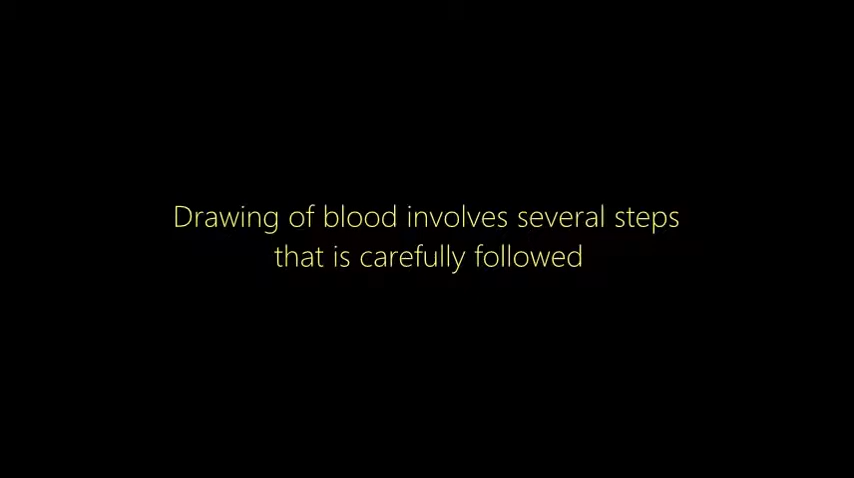 Drawing of blood involves several steps
that is carefully followed